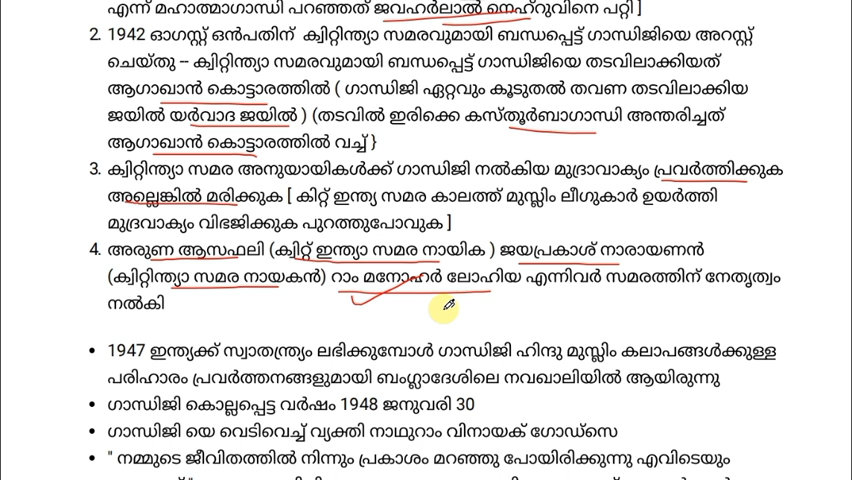 എന്ന് മഹാത്മാഗാന്ധി പറഞ്ഞത് ജവഹർലാൽ നെഹ്റുവിനെ പറ്റി ]
2. 1942 ഓഗസ്റ്റ് ഒൻപതിന് ക്വിറ്റിന്ത്യാ സമരവുമായി ബന്ധപ്പെട്ട് ഗാന്ധിജിയെ അറസ്റ്റ്
ചെയ്തു -- ക്വിറ്റിന്ത്യാ സമരവുമായി ബന്ധപ്പെട്ട് ഗാന്ധിജിയെ തടവിലാക്കിയത്
ആഗാഖാൻ കൊട്ടാരത്തിൽ ( ഗാന്ധിജി ഏറ്റവും കൂടുതൽ തവണ തടവിലാക്കിയ
ജയിൽ യർവാദ ജയിൽ ) (തടവിൽ ഇരിക്കെ കസ്തൂർബാഗാന്ധി അന്തരിച്ചത്
ആഗാഖാൻ കൊട്ടാരത്തിൽ വച്ച് }
3. ക്വിറ്റിന്ത്യാ സമര അനുയായികൾക്ക് ഗാന്ധിജി നൽകിയ മുദ്രാവാക്യം പ്രവർത്തിക്കുക
അല്ലെങ്കിൽ മരിക്കുക [ കിറ്റ് ഇന്ത്യ സമര കാലത്ത് മുസ്ലിം ലീഗുകാർ ഉയർത്തി
മുദ്രവാക്യം വിഭജിക്കുക പുറത്തുപോവുക ]
4. അരുണ ആസഫലി (ക്വിറ്റ് ഇന്ത്യാ സമര നായിക ) ജയപ്രകാശ് നാരായണൻ
(ക്വിറ്റിന്ത്യാ സമര നായകൻ) റാം മനോഹർ ലോഹിയ എന്നിവർ സമരത്തിന് നേതൃത്വം
നൽകി
• 1947 ഇന്ത്യക്ക് സ്വാതന്ത്ര്യം ലഭിക്കുമ്പോൾ ഗാന്ധിജി ഹിന്ദു മുസ്ലിം കലാപങ്ങൾക്കുള്ള
പരിഹാരം പ്രവർത്തനങ്ങളുമായി ബംഗ്ലാദേശിലെ നവഖാലിയിൽ ആയിരുന്നു
• ഗാന്ധിജി കൊല്ലപ്പെട്ട വർഷം 1948 ജനുവരി 30
• ഗാന്ധിജി യെ വെടിവെച്ച് വ്യക്തി നാഥുറാം വിനായക് ഗോഡ്സെ
• " നമ്മുടെ ജീവിതത്തിൽ നിന്നും പ്രകാശം മറഞ്ഞു പോയിരിക്കുന്നു എവിടെയും